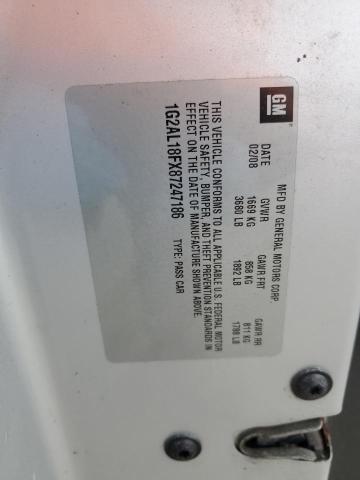 GM
MFD BY GENERAL MOTORS CORP.
DATE GVWR GAWR FRT GAWR RR
02/08 1669 KG 858 KG 811 KG
3680 LB 1892 LB 1788 LB
THIS VEHICLE CONFORMS TO ALL APPLICABLE U.S. FEDERAL MOTOR
VEHICLE SAFETY, BUMPER, AND THEFT PREVENTION STANDARDS IN
EFFECT ON THE DATE OF MANUFACTURE SHOWN ABOVE.
1G2AL18FX87247186 TYPE: PASS CAR